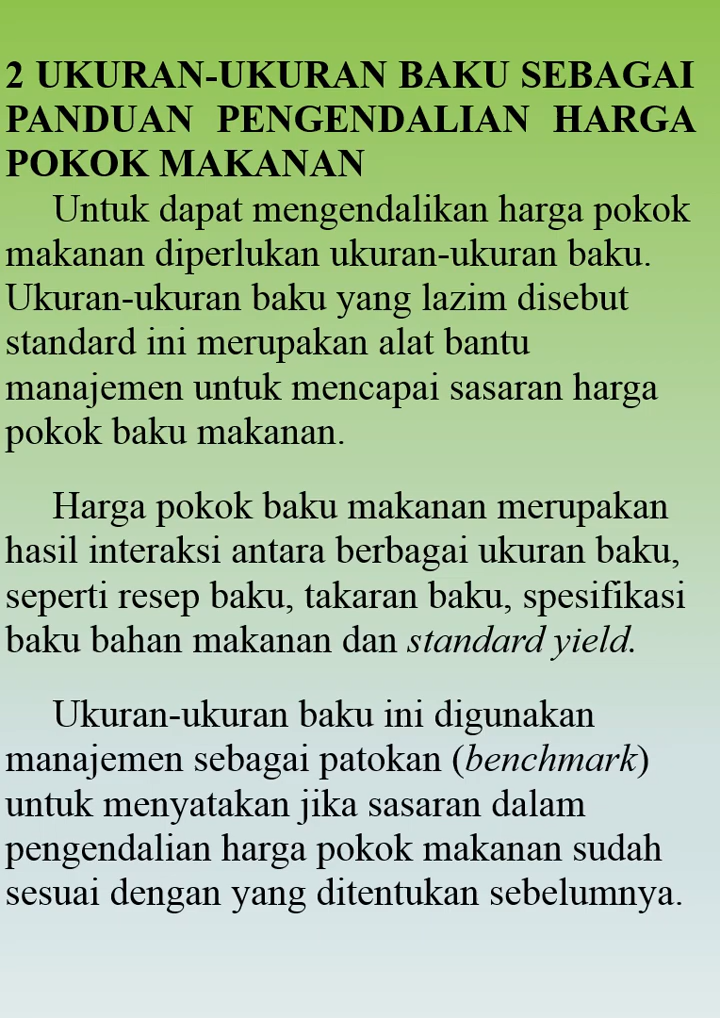 2 UKURAN-UKURAN BAKU SEBAGAI
PANDUAN PENGENDALIAN HARGA
POKOK MAKANAN
Untuk dapat mengendalikan harga pokok
makanan diperlukan ukuran-ukuran baku.
Ukuran-ukuran baku yang lazim disebut
standard ini merupakan alat bantu
manajemen untuk mencapai sasaran harga
pokok baku makanan.
Harga pokok baku makanan merupakan
hasil interaksi antara berbagai ukuran baku,
seperti resep baku, takaran baku, spesifikasi
baku bahan makanan dan standard yield.
Ukuran-ukuran baku ini digunakan
manajemen sebagai patokan (benchmark)
untuk menyatakan jika sasaran dalam
pengendalian harga pokok makanan sudah
sesuai dengan yang ditentukan sebelumnya.